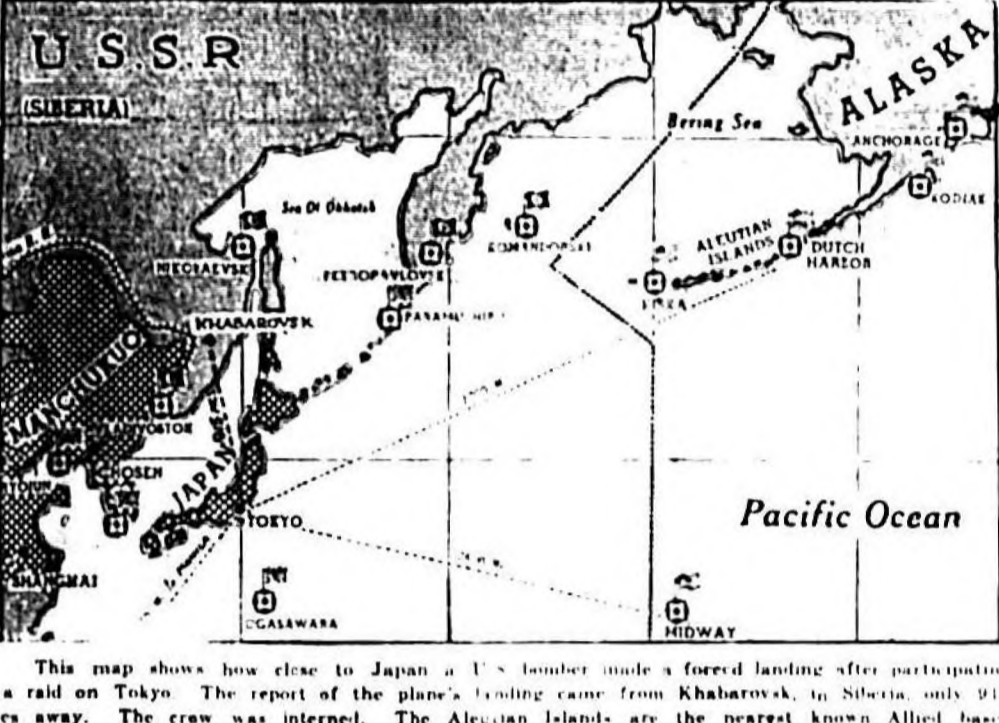 U S.S.R
(SIBERIA)
ALASKA
Bering Sea
ANCHORAGE
KODIAK
Sea Of Okhotsk
NIKOLAEVSK
PETROPAVLOVSK
KOMANDORSKI
ALEUTIAN
ISLANDS
DUTCH
HARBOR
KISKA
KHABAROVSK
MANCHUKUO
VLADIVOSTOK
CHOSEN
JAPAN
TOKYO
Pacific Ocean
SHANGHAI
OGASAWARA
MIDWAY
This map shows how close to Japan a U S bomber made a forced landing after
a raid on Tokyo The report of the plane's landing came from Khabarovsk, in Siberia, only
away. The crew was interned. The Aleutian Islands are the nearest known Allied